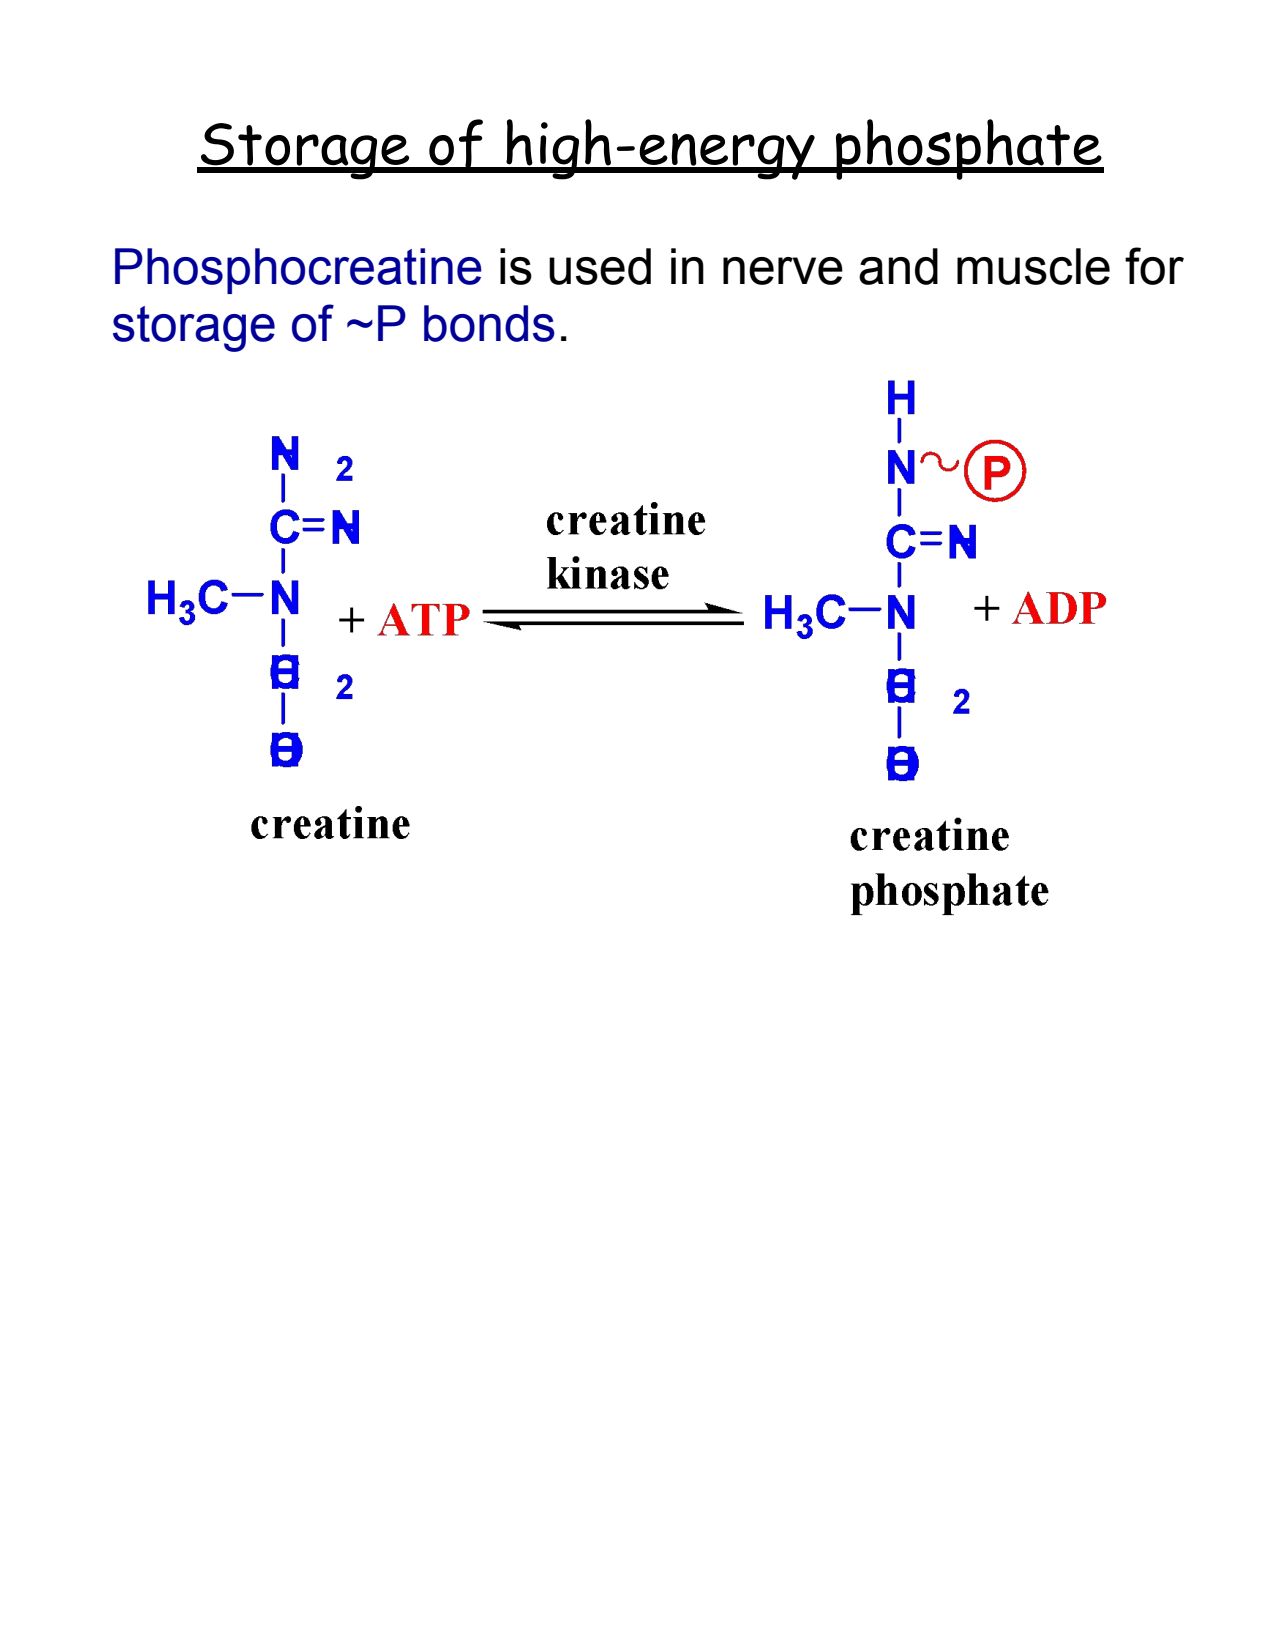 Storage of high-energy phosphate
Phosphocreatine is used in nerve and muscle for
storage of ~P bonds.
N 2
C=N
H3C–N
2
+ ATP
creatine
creatine
kinase
H
N~P
C=N
H3C–N
2
+ ADP
creatine
phosphate